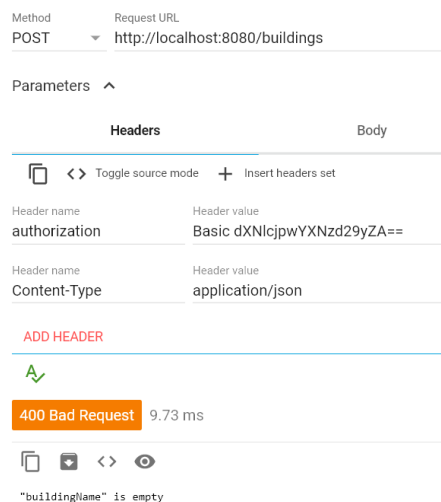 Method Request URL
POST http://localhost:8080/buildings
Parameters
Headers Body
Toggle source mode Insert headers set
Header name Header value
authorization Basic dXNlcjpwYXNzd29yZA==
Header name Header value
Content-Type application/json
ADD HEADER
A
400 Bad Request 9.73 ms
"buildingName" is empty